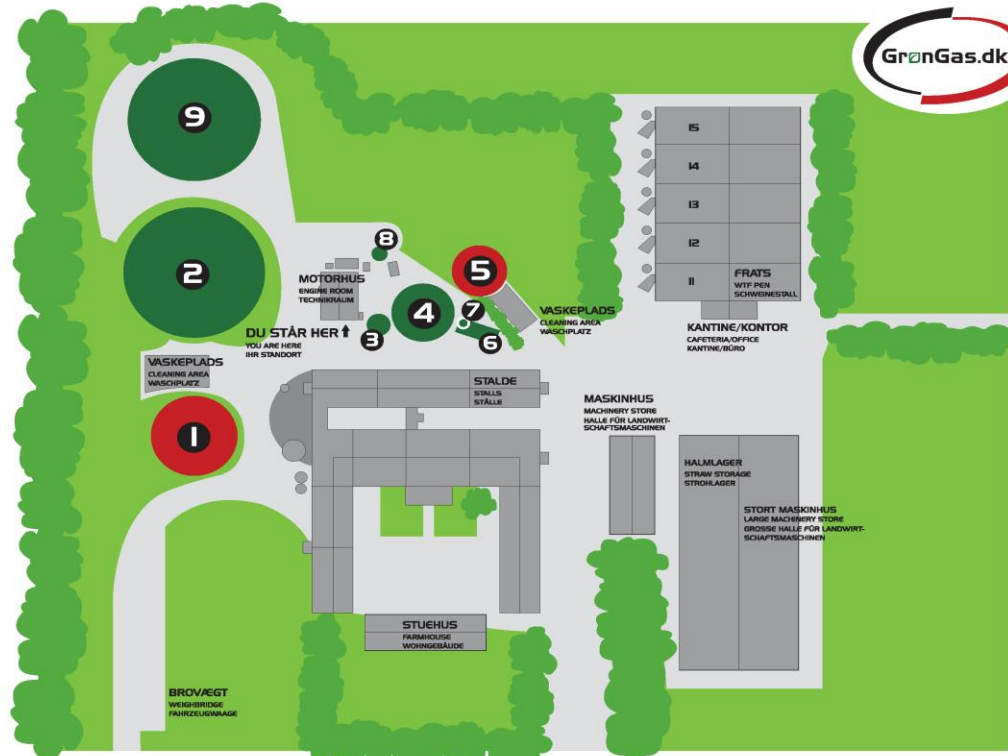 GrønGas.dk
9
15
14
13
12
11
FRATS
WTF PEN
SCHWEINESTALL
8
5
2
MOTORHUS
ENGINE ROOM
TECHNIKRAUM
4
7
3
6
VASKEPLADS
CLEANING AREA
WASCHPLATZ
KANTINE/KONTOR
CAFETERIA/OFFICE
KANTINE/BÜRO
DU STÅR HER
YOU ARE HERE
IHR STANDORT
VASKEPLADS
CLEANING AREA
WASCHPLATZ
STALDE
STALLS
STÄLLE
1
MASKINHUS
MACHINERY STORE
HALLE FÜR LANDWIRT-
SCHAFTSMASCHINEN
HALMLAGER
STRAW STORAGE
STROHLAGER
STORT MASKINHUS
LARGE MACHINERY STORE
GROSSE HALLE FÜR LANDWIRT-
SCHAFTSMASCHINEN
STUEHUS
FARMHOUSE
WOHNGEBÄUDE
BROVÆGT
WEIGHBRIDGE
FAHRZEUGWAAGE